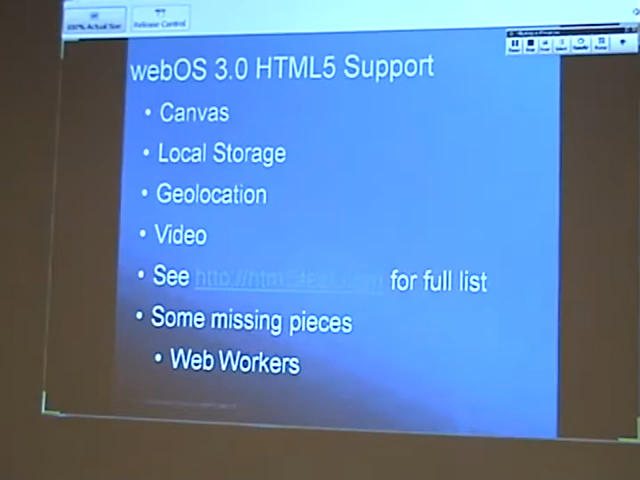 100% Actual Size
Release Control
webOS 3.0 HTML5 Support
• Canvas
• Local Storage
• Geolocation
• Video
• See http://html5test.com for full list
• Some missing pieces
• Web Workers